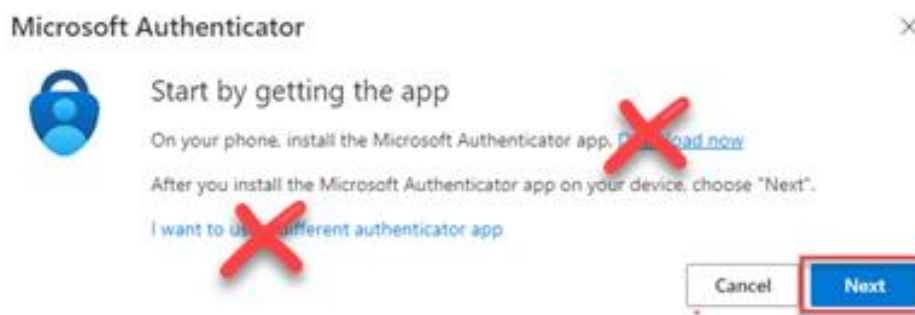 Microsoft Authenticator
Start by getting the app
On your phone, install the Microsoft Authenticator app. now
After you install the Microsoft Authenticator app on your device, choose "Next".
I want to different authenticator app
Cancel
Next